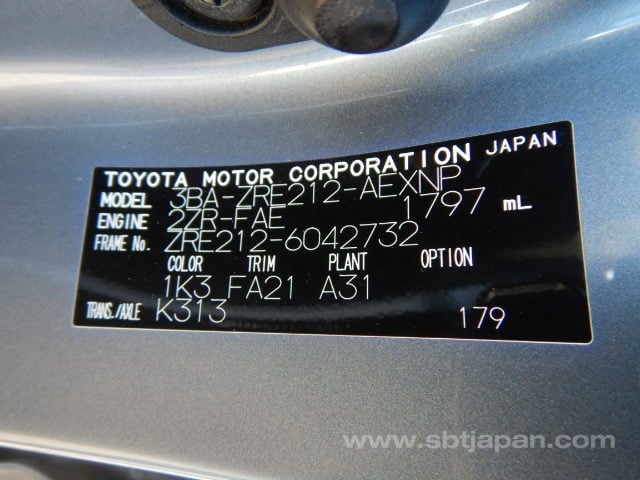 TOYOTA MOTOR CORPORATION JAPAN
MODEL 3BA-ZRE212-AEXNP
ENGINE 2ZR-FAE 1797 mL
FRAME No. ZRE212-6042732
COLOR TRIM PLANT OPTION
1K3 FA21 A31
TRANS./AXLE K313 179
www.sbtjapan.com